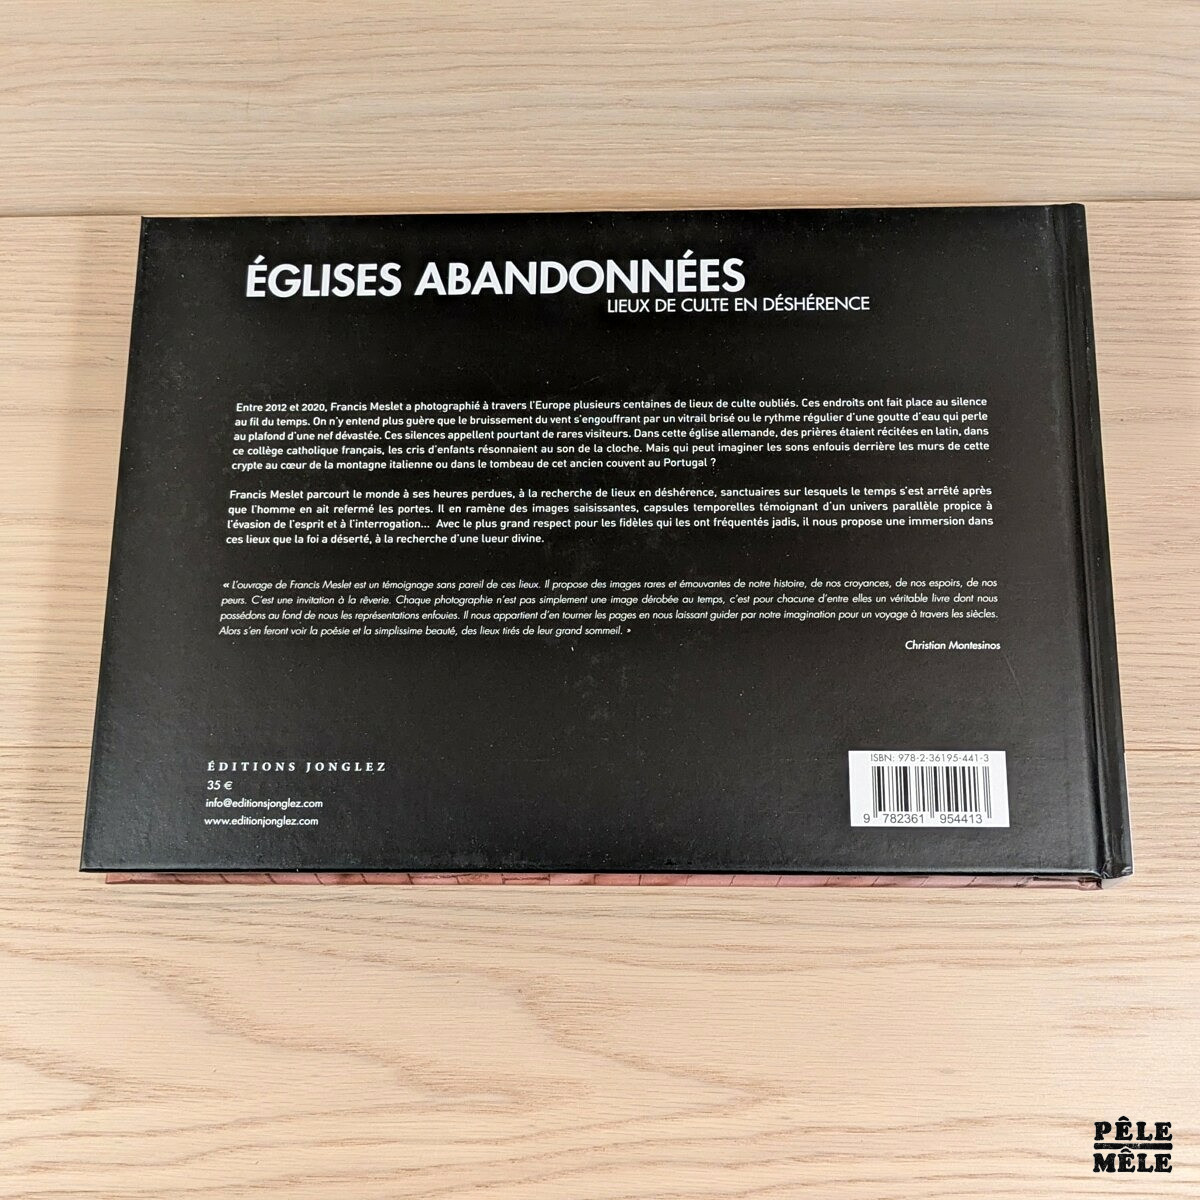 ÉGLISES ABANDONNÉES
LIEUX DE CULTE EN DÉSHÉRENCE
Entre 2012 et 2020, Francis Meslet a photographié à travers l'Europe plusieurs centaines de lieux de culte oubliés. Ces endroits ont fait place au silence
au fil du temps. On n'y entend plus guère que le bruissement du vent s'engouffrant par un vitrail brisé ou le rythme régulier d'une goutte d'eau qui perle
au plafond d'une nef dévastée. Ces silences appellent pourtant de rares visiteurs. Dans cette église allemande, des prières étaient récitées en latin, dans
ce collège catholique français, les cris d'enfants résonnaient au son de la cloche. Mais qui peut imaginer les sons enfouis derrière les murs de cette
crypte au cœur de la montagne italienne ou dans le tombeau de cet ancien couvent au Portugal ?
Francis Meslet parcourt le monde à ses heures perdues, à la recherche de lieux en déshérence, sanctuaires sur lesquels le temps s'est arrêté après
que l'homme en ait refermé les portes. Il en ramène des images saisissantes, capsules temporelles témoignant d'un univers parallèle propice à
l'évasion de l'esprit et à l'interrogation... Avec le plus grand respect pour les fidèles qui les ont fréquentés jadis, il nous propose une immersion dans
ces lieux que la foi a déserté, à la recherche d'une lueur divine.
« L'ouvrage de Francis Meslet est un témoignage sans pareil de ces lieux. Il propose des images rares et émouvantes de notre histoire, de nos croyances, de nos espoirs, de nos
peurs. C'est une invitation à la rêverie. Chaque photographie n'est pas simplement une image dérobée au temps, c'est pour chacune d'entre elles un véritable livre dont nous
possédons au fond de nous les représentations enfouies. Il nous appartient d'en tourner les pages en nous laissant guider par notre imagination pour un voyage à travers les siècles.
Alors s'en feront voir la poésie et la simplissime beauté, des lieux tirés de leur grand sommeil. »
Christian Montesinos
ÉDITIONS JONGLEZ
35 €
info@editionsjonglez.com
www.editionjonglez.com
ISBN: 978-2-36195-441-3
9 782361 954413
PÊLE
MÊLE